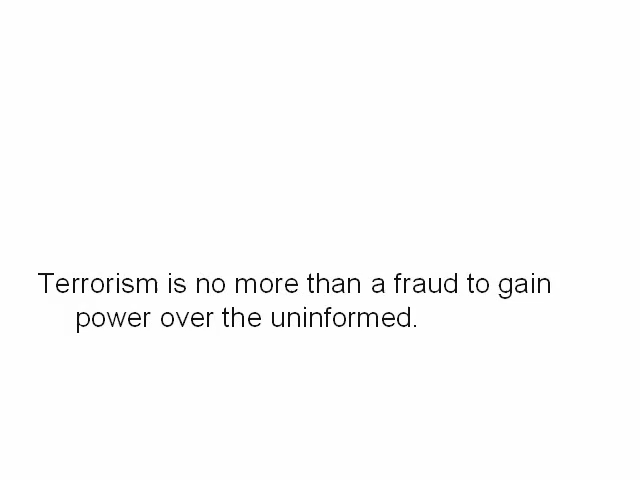 Terrorism is no more than a fraud to gain
power over the uninformed.